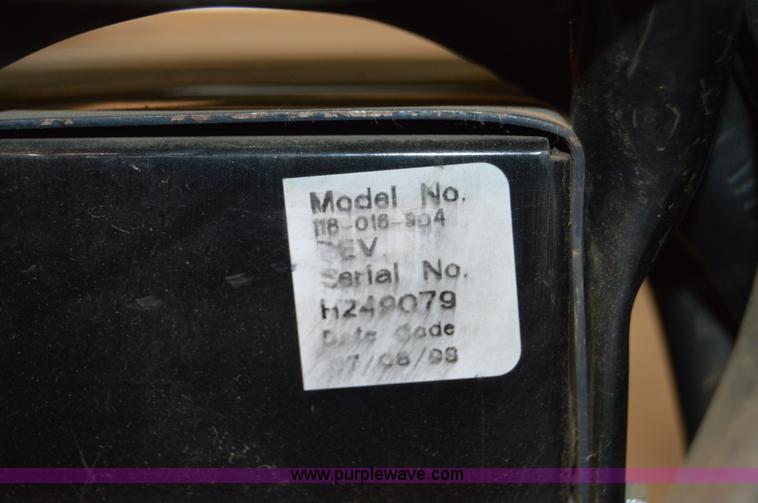 Model No.
118-016-904
REV
Serial No.
H249079
Date Code
07/08/98
www.purplewave.com